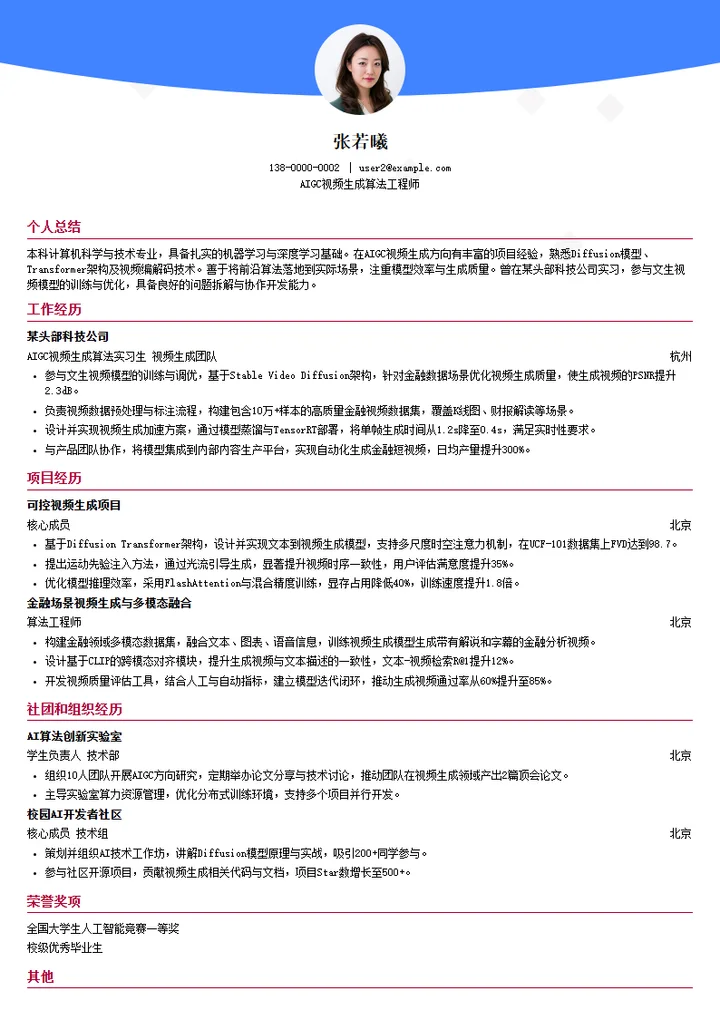 张若曦
138-0000-0002 | user2@example.com
AIGC视频生成算法工程师
个人总结
本科计算机科学与技术专业，具备扎实的机器学习与深度学习基础。在AIGC视频生成方向有丰富的项目经验，熟悉Diffusion模型、
Transformer架构及视频编解码技术。善于将前沿算法落地到实际场景，注重模型效率与生成质量。曾在某头部科技公司实习，参与文生视
频模型的训练与优化，具备良好的问题拆解与协作开发能力。
工作经历
某头部科技公司
AIGC视频生成算法实习生 视频生成团队 杭州
• 参与文生视频模型的训练与调优，基于Stable Video Diffusion架构，针对金融数据场景优化视频生成质量，使生成视频的PSNR提升
2.3dB。
• 负责视频数据预处理与标注流程，构建包含10万+样本的高质量金融视频数据集，覆盖K线图、财报解读等场景。
• 设计并实现视频生成加速方案，通过模型蒸馏与TensorRT部署，将单帧生成时间从1.2s降至0.4s，满足实时性要求。
• 与产品团队协作，将模型集成到内部内容生产平台，实现自动化生成金融短视频，日均产量提升300%。
项目经历
可控视频生成项目
核心成员 北京
• 基于Diffusion Transformer架构，设计并实现文本到视频生成模型，支持多尺度时空注意力机制，在UCF-101数据集上FVD达到98.7。
• 提出运动先验注入方法，通过光流引导生成，显著提升视频时序一致性，用户评估满意度提升35%。
• 优化模型推理效率，采用FlashAttention与混合精度训练，显存占用降低40%，训练速度提升1.8倍。
金融场景视频生成与多模态融合
算法工程师 北京
• 构建金融领域多模态数据集，融合文本、图表、语音信息，训练视频生成模型生成带有解说和字幕的金融分析视频。
• 设计基于CLIP的跨模态对齐模块，提升生成视频与文本描述的一致性，文本-视频检索R@1提升12%。
• 开发视频质量评估工具，结合人工与自动指标，建立模型迭代闭环，推动生成视频通过率从60%提升至85%。
社团和组织经历
AI算法创新实验室
学生负责人 技术部 北京
• 组织10人团队开展AIGC方向研究，定期举办论文分享与技术讨论，推动团队在视频生成领域产出2篇顶会论文。
• 主导实验室算力资源管理，优化分布式训练环境，支持多个项目并行开发。
校园AI开发者社区
核心成员 技术组 北京
• 策划并组织AI技术工作坊，讲解Diffusion模型原理与实战，吸引200+同学参与。
• 参与社区开源项目，贡献视频生成相关代码与文档，项目Star数增长至500+。
荣誉奖项
全国大学生人工智能竞赛一等奖
校级优秀毕业生
其他